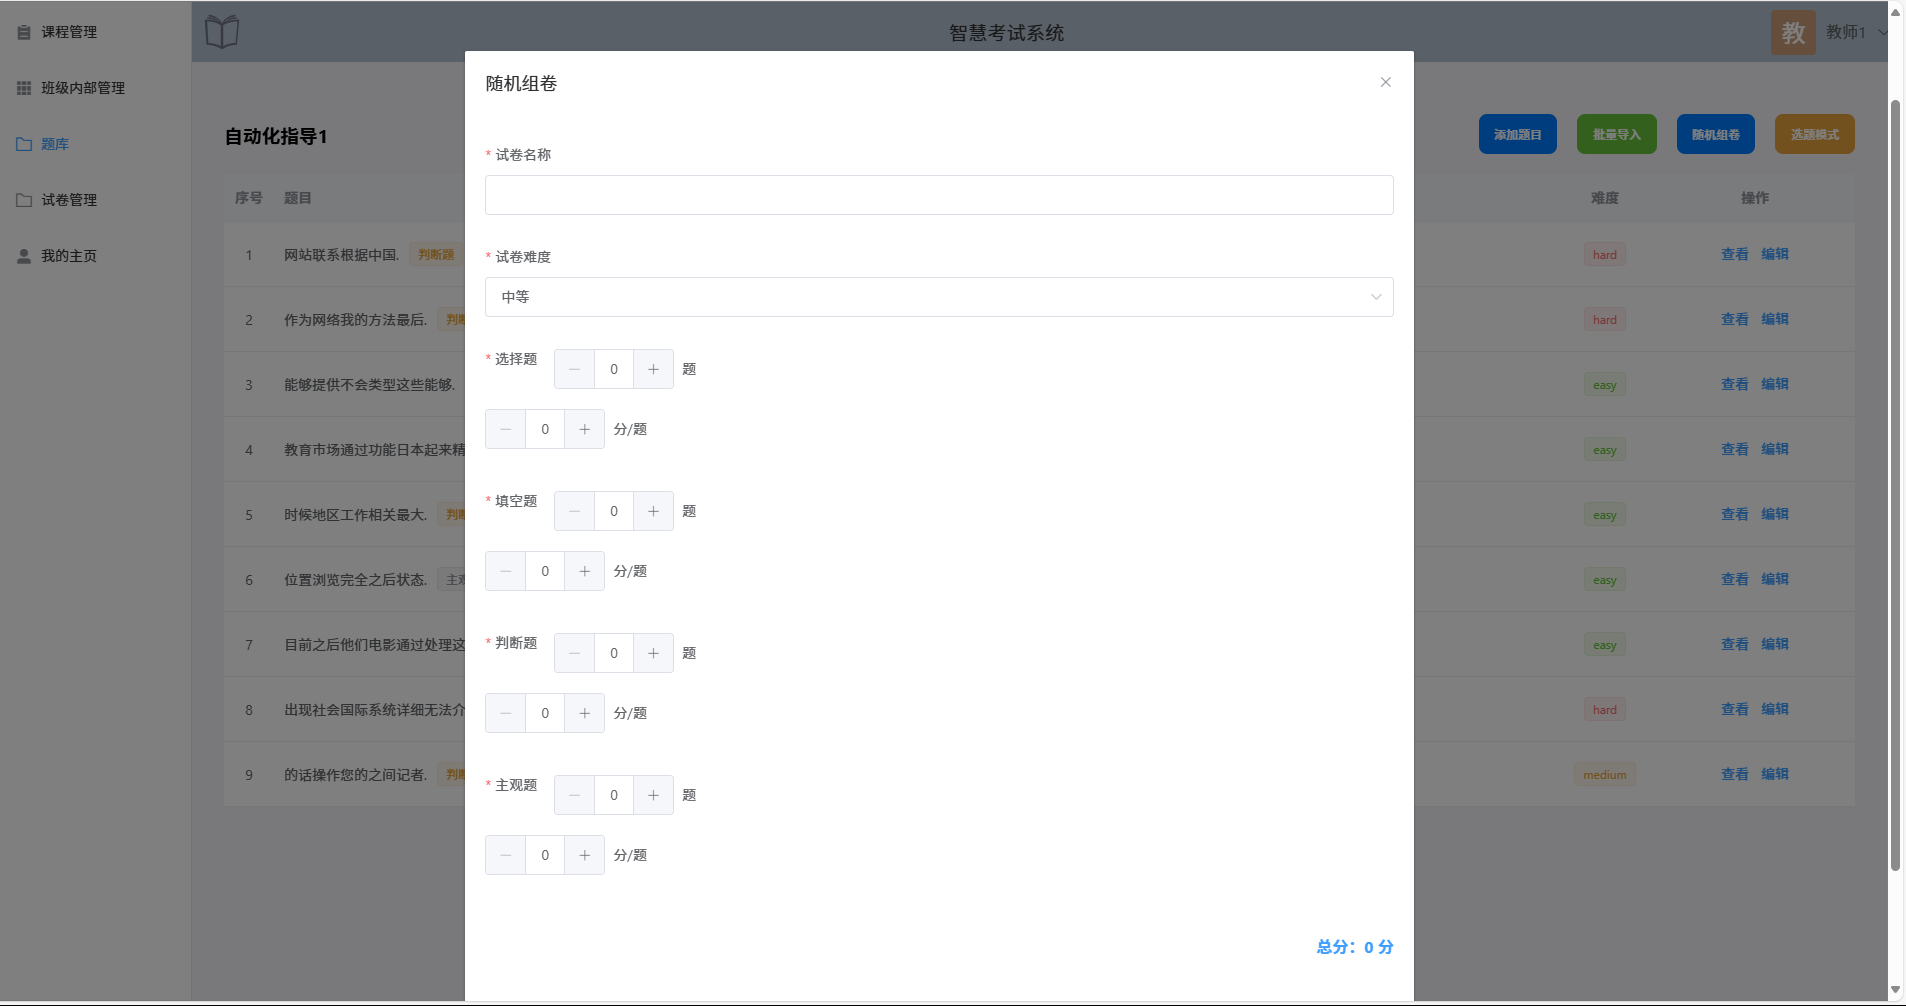 课程管理
班级内部管理
题库
试卷管理
我的主页
智慧考试系统
教 教师1
自动化指导1
添加题目 批量导入 随机组卷 选题模式
序号 题目 难度 操作
1 网站联系根据中国. 判断题 hard 查看 编辑
2 作为网络我的方法最后. 判断 hard 查看 编辑
3 能够提供不会类型这些能够. easy 查看 编辑
4 教育市场通过功能日本起来精 easy 查看 编辑
5 时候地区工作相关最大. 判断 easy 查看 编辑
6 位置浏览完全之后状态. 主观 easy 查看 编辑
7 目前之后他们电影通过处理这 easy 查看 编辑
8 出现社会国际系统详细无法介 hard 查看 编辑
9 的话操作您的之间记者. 判断 medium 查看 编辑
随机组卷
* 试卷名称
* 试卷难度
中等
* 选择题 0 题
0 分/题
* 填空题 0 题
0 分/题
* 判断题 0 题
0 分/题
* 主观题 0 题
0 分/题
总分：0 分